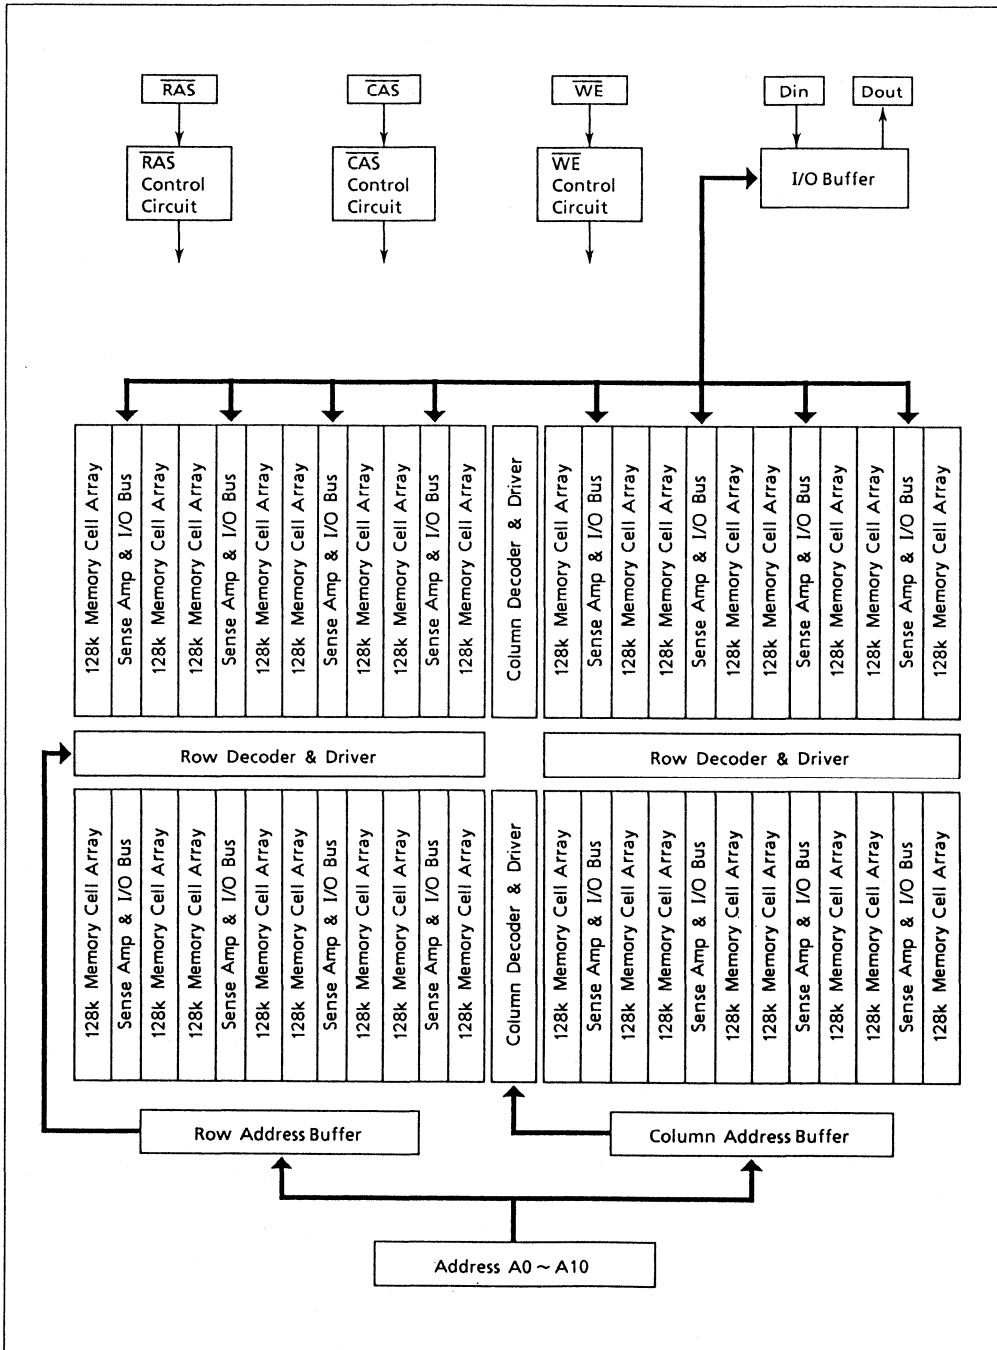 R̅A̅S̅
C̅A̅S̅
W̅E̅
Din
Dout
R̅A̅S̅
Control
Circuit
C̅A̅S̅
Control
Circuit
W̅E̅
Control
Circuit
I/O Buffer
128k Memory Cell Array
Sense Amp & I/O Bus
128k Memory Cell Array
128k Memory Cell Array
Sense Amp & I/O Bus
128k Memory Cell Array
128k Memory Cell Array
Sense Amp & I/O Bus
128k Memory Cell Array
128k Memory Cell Array
Sense Amp & I/O Bus
128k Memory Cell Array
Column Decoder & Driver
128k Memory Cell Array
Sense Amp & I/O Bus
128k Memory Cell Array
128k Memory Cell Array
Sense Amp & I/O Bus
128k Memory Cell Array
128k Memory Cell Array
Sense Amp & I/O Bus
128k Memory Cell Array
128k Memory Cell Array
Sense Amp & I/O Bus
128k Memory Cell Array
Row Decoder & Driver
Row Decoder & Driver
128k Memory Cell Array
Sense Amp & I/O Bus
128k Memory Cell Array
128k Memory Cell Array
Sense Amp & I/O Bus
128k Memory Cell Array
128k Memory Cell Array
Sense Amp & I/O Bus
128k Memory Cell Array
128k Memory Cell Array
Sense Amp & I/O Bus
128k Memory Cell Array
Column Decoder & Driver
128k Memory Cell Array
Sense Amp & I/O Bus
128k Memory Cell Array
128k Memory Cell Array
Sense Amp & I/O Bus
128k Memory Cell Array
128k Memory Cell Array
Sense Amp & I/O Bus
128k Memory Cell Array
128k Memory Cell Array
Sense Amp & I/O Bus
128k Memory Cell Array
Row Address Buffer
Column Address Buffer
Address A0 ~ A10